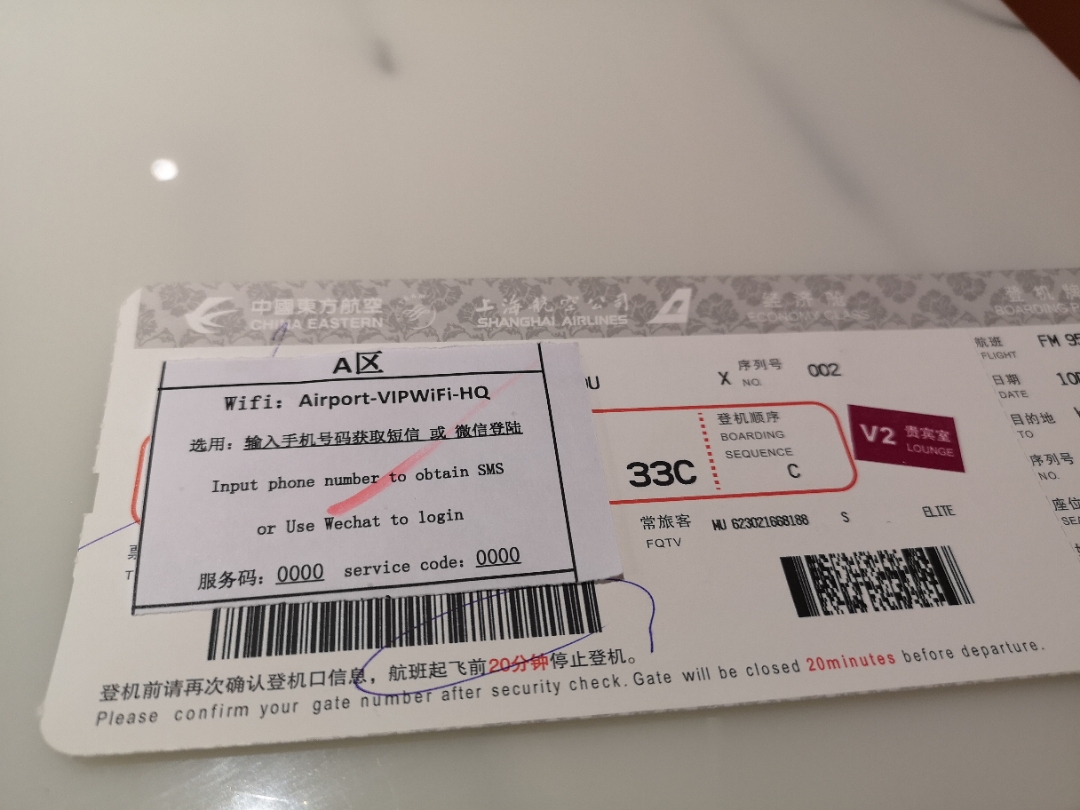 中國東方航空
CHINA EASTERN
上海航空公司
SHANGHAI AIRLINES
经济舱
ECONOMY CLASS
登机
BOARDING
A区
Wifi: Airport-VIPWiFi-HQ
选用: 输入手机号码获取短信 或 微信登陆
Input phone number to obtain SMS
or Use Wechat to login
服务码: 0000 service code: 0000
X 序列号 002
NO.
33C
登机顺序
BOARDING
SEQUENCE
C
V2 贵宾室
LOUNGE
常旅客 MU 623021668188 S ELITE
FQTV
航班 FM 95
FLIGHT
日期 10
DATE
目的地
TO
序列号
NO.
座位
登机前请再次确认登机口信息，航班起飞前20分钟停止登机。
Please confirm your gate number after security check. Gate will be closed 20minutes before departure.